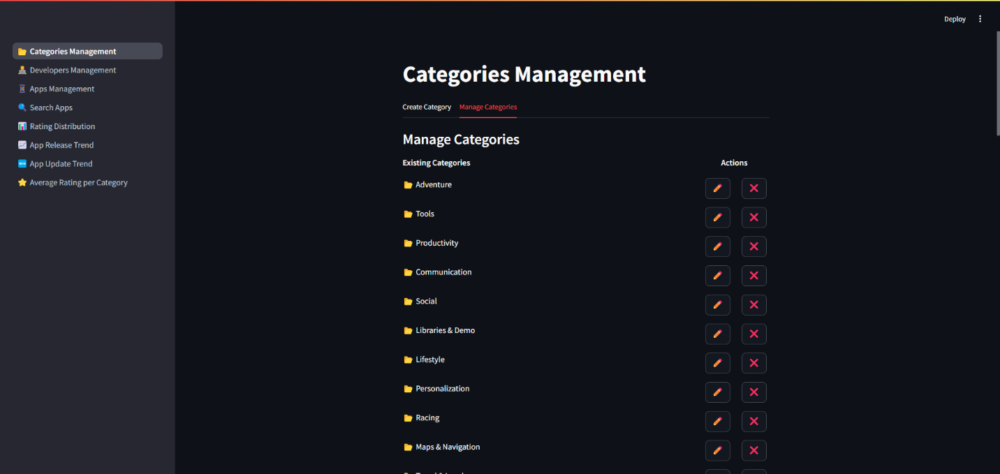 Deploy
Categories Management
Developers Management
Apps Management
Search Apps
Rating Distribution
App Release Trend
App Update Trend
Average Rating per Category
Categories Management
Create Category Manage Categories
Manage Categories
Existing Categories Actions
Adventure
Tools
Productivity
Communication
Social
Libraries & Demo
Lifestyle
Personalization
Racing
Maps & Navigation